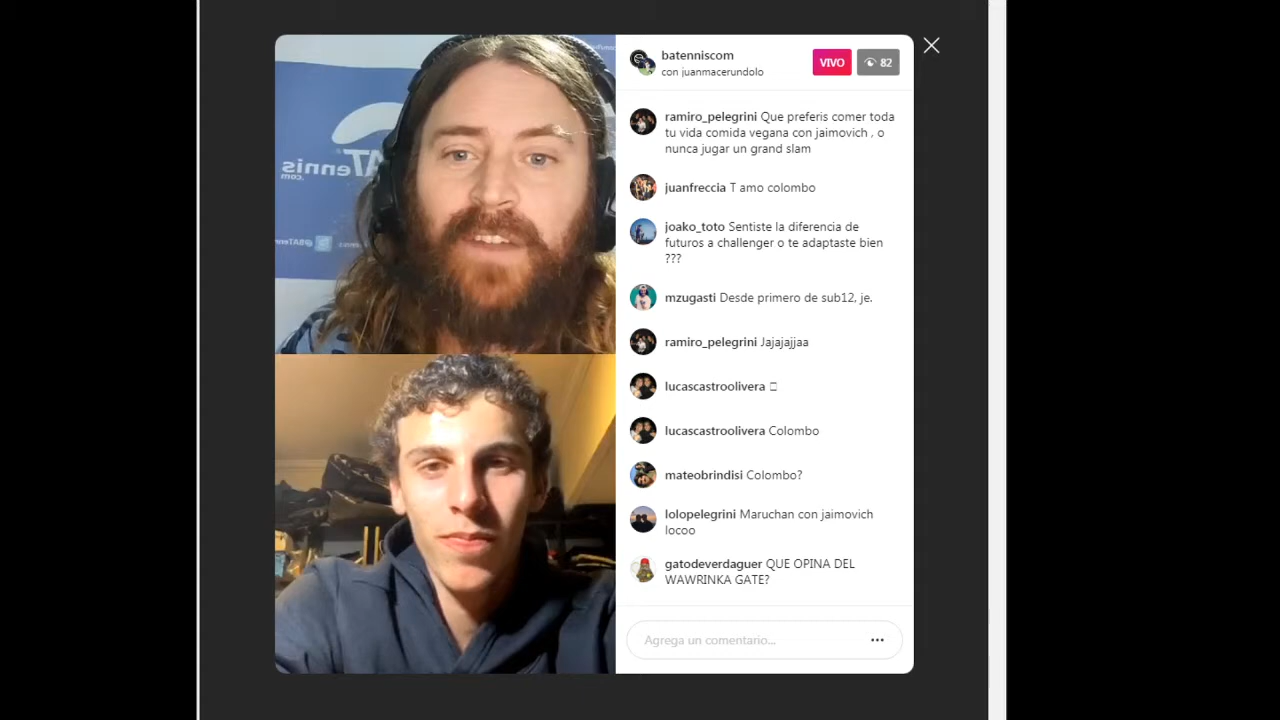 ATennis
.com
@BATennis
batenniscom
con juanmacerundolo
VIVO
82
ramiro_pelegrini Que preferis comer toda
tu vida comida vegana con jaimovich , o
nunca jugar un grand slam
juanfreccia T amo colombo
joako_toto Sentiste la diferencia de
futuros a challenger o te adaptaste bien
???
mzugasti Desde primero de sub12, je.
ramiro_pelegrini Jajajajjaa
lucascastroolivera
lucascastroolivera Colombo
mateobrindisi Colombo?
lolopelegrini Maruchan con jaimovich
locoo
gatodeverdaguer QUE OPINA DEL
WAWRINKA GATE?
Agrega un comentario...